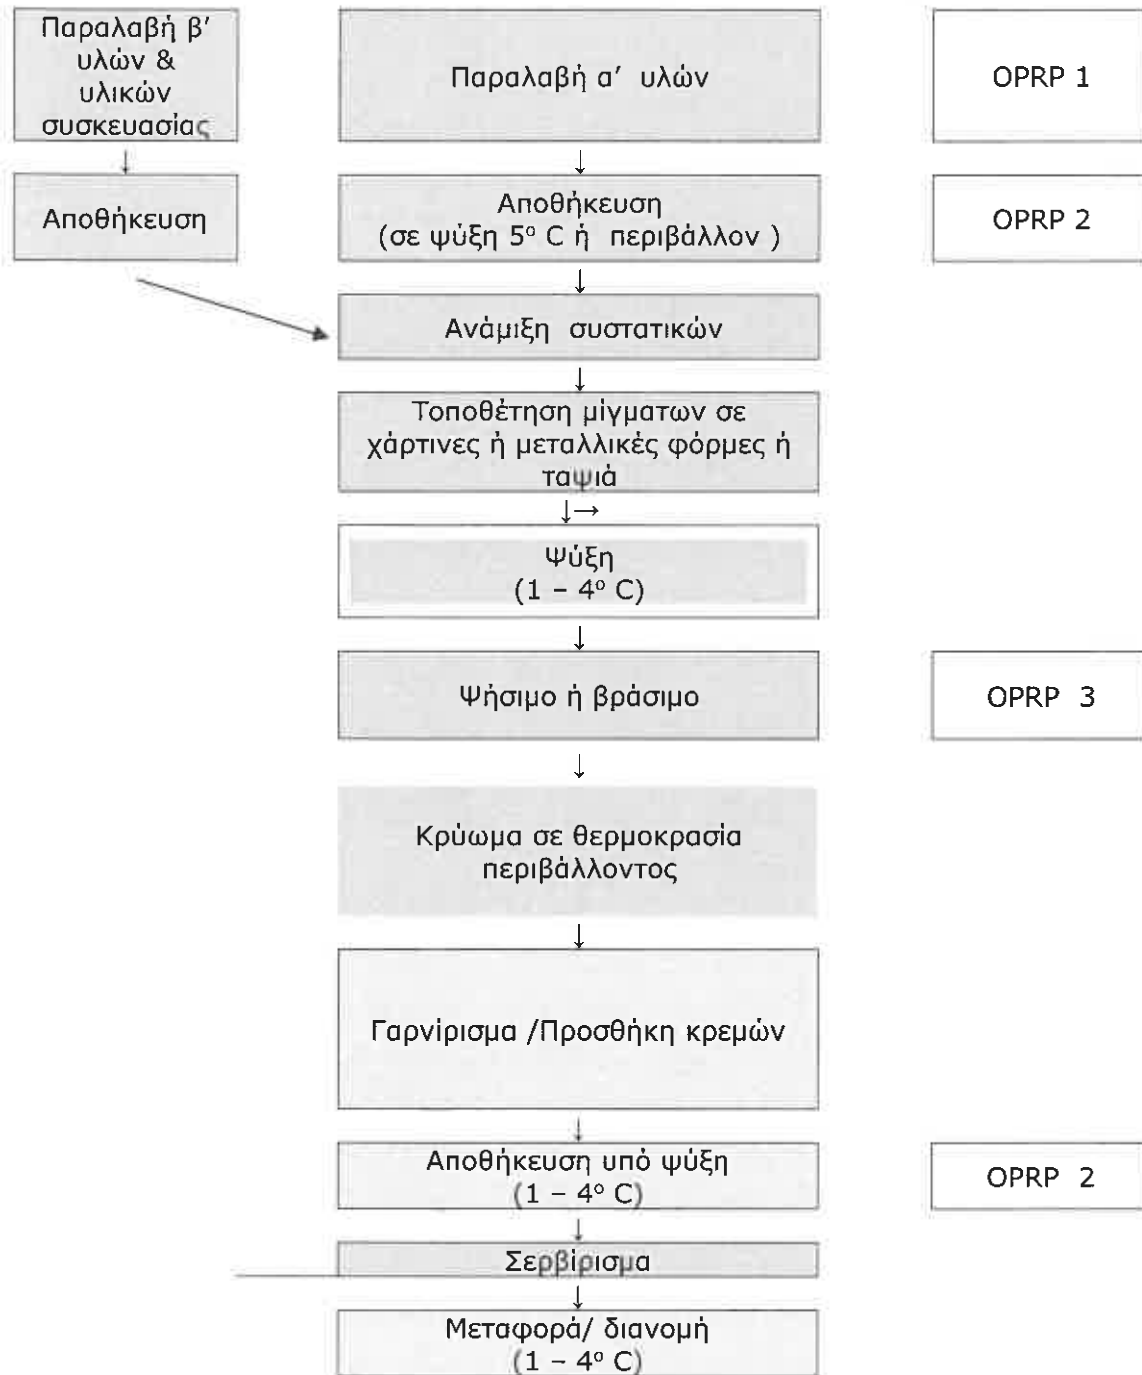 Παραλαβή β'
υλών &
υλικών
συσκευασίας
Παραλαβή α' υλών
OPRP 1
↓
↓
Αποθήκευση
Αποθήκευση
(σε ψύξη 5° C ή περιβάλλον )
OPRP 2
↓
Ανάμιξη συστατικών
↓
Τοποθέτηση μίγματων σε
χάρτινες ή μεταλλικές φόρμες ή
ταψιά
↓→
Ψύξη
(1 – 4° C)
↓
Ψήσιμο ή βράσιμο
OPRP 3
↓
Κρύωμα σε θερμοκρασία
περιβάλλοντος
↓
Γαρνίρισμα /Προσθήκη κρεμών
↓
Αποθήκευση υπό ψύξη
(1 – 4° C)
OPRP 2
↓
Σερβίρισμα
↓
Μεταφορά/ διανομή
(1 – 4° C)